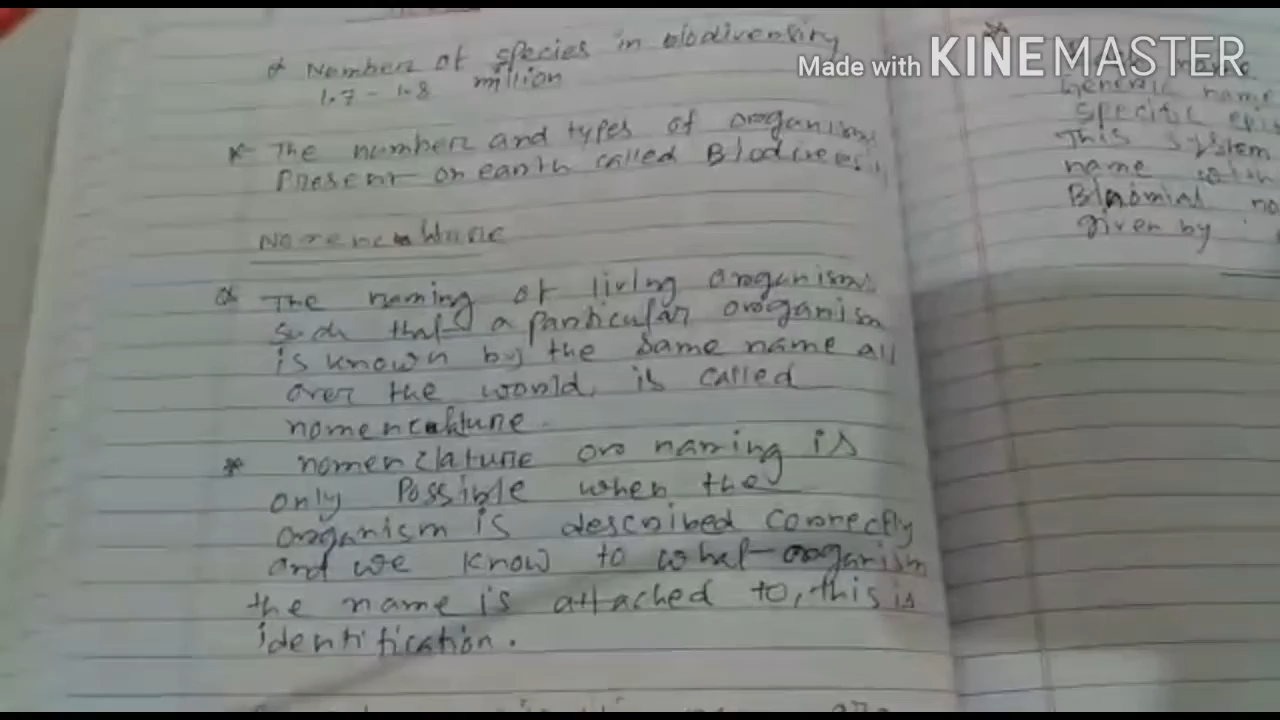 Number of species in biodiversity
1.7 - 1.8 million
* The number and types of organism
Present on earth called
Nomenclature
The naming of living organism
such that a particular organism
is known by the same name all
over the world, is called
nomenclature.
* nomenclature or naming is
only Possible when the
organism is described correctly
and we know to what organism
the name is attached to, this is
identification.
Made with KINEMASTER
Generic name
specific
This system
name
Binomial
given by